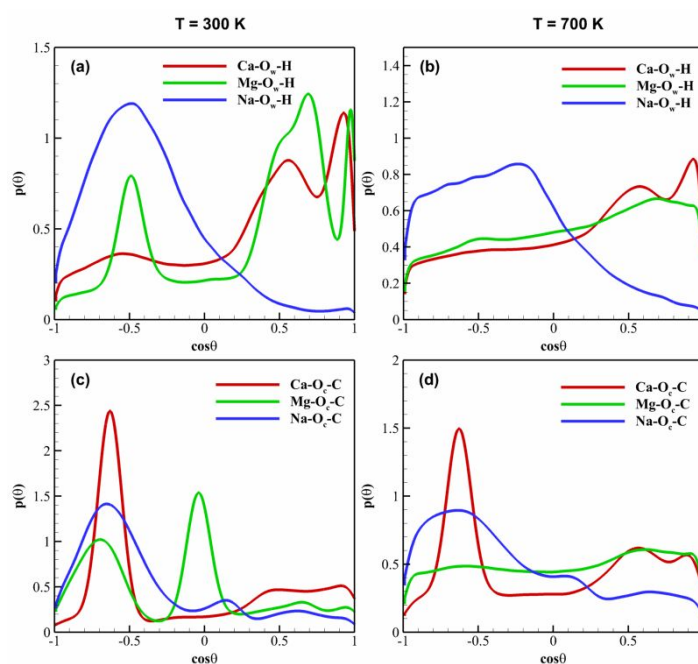 T = 300 K
T = 700 K
(a)
Ca-Ow-H
Mg-Ow-H
Na-Ow-H
p(θ)
1.5
1
0.5
0
-1
-0.5
0
0.5
1
cosθ
(b)
Ca-Ow-H
Mg-Ow-H
Na-Ow-H
p(θ)
1.4
1.2
1
0.8
0.6
0.4
0.2
0
-1
-0.5
0
0.5
cosθ
(c)
Ca-Oc-C
Mg-Oc-C
Na-Oc-C
p(θ)
3
2.5
2
1.5
1
0.5
0
-1
-0.5
0
0.5
1
cosθ
(d)
Ca-Oc-C
Mg-Oc-C
Na-Oc-C
p(θ)
2
1.5
1
0.5
0
-1
-0.5
0
0.5
cosθ